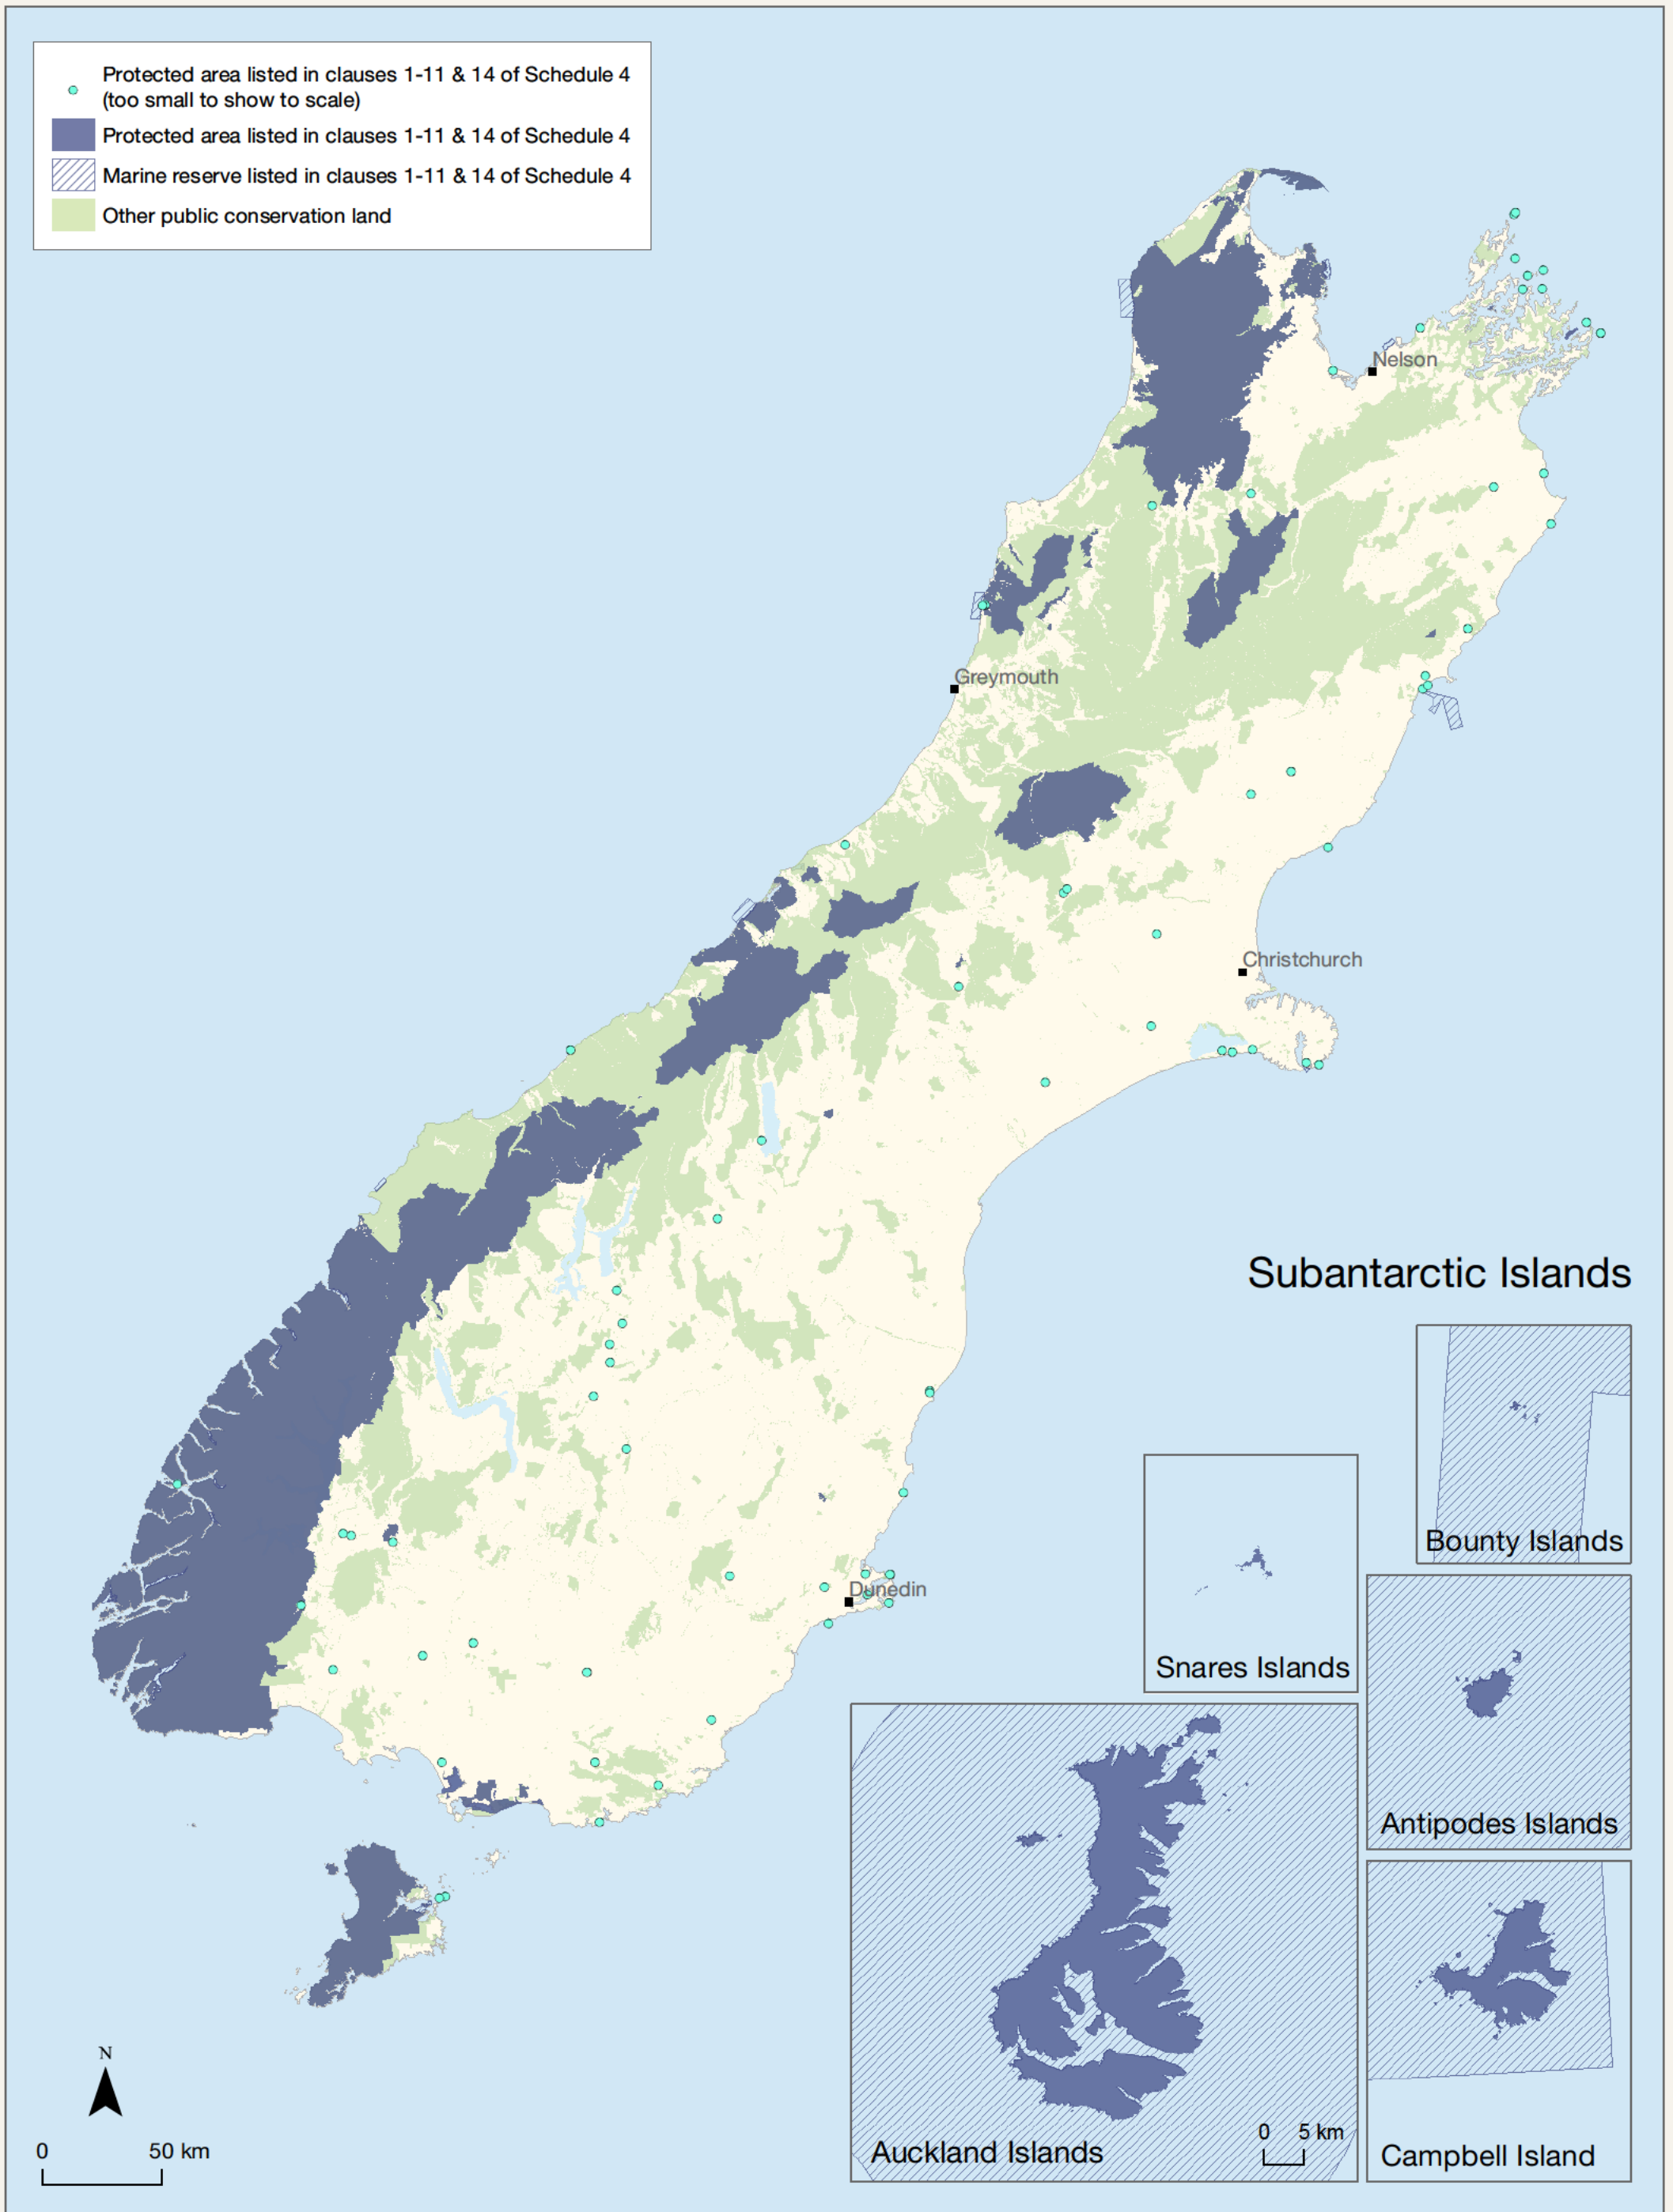 Protected area listed in clauses 1-11 & 14 of Schedule 4
(too small to show to scale)
Protected area listed in clauses 1-11 & 14 of Schedule 4
Marine reserve listed in clauses 1-11 & 14 of Schedule 4
Other public conservation land
Nelson
Greymouth
Christchurch
Subantarctic Islands
Bounty Islands
Dunedin
Snares Islands
Antipodes Islands
N
0 50 km
0 5 km
Auckland Islands
Campbell Island